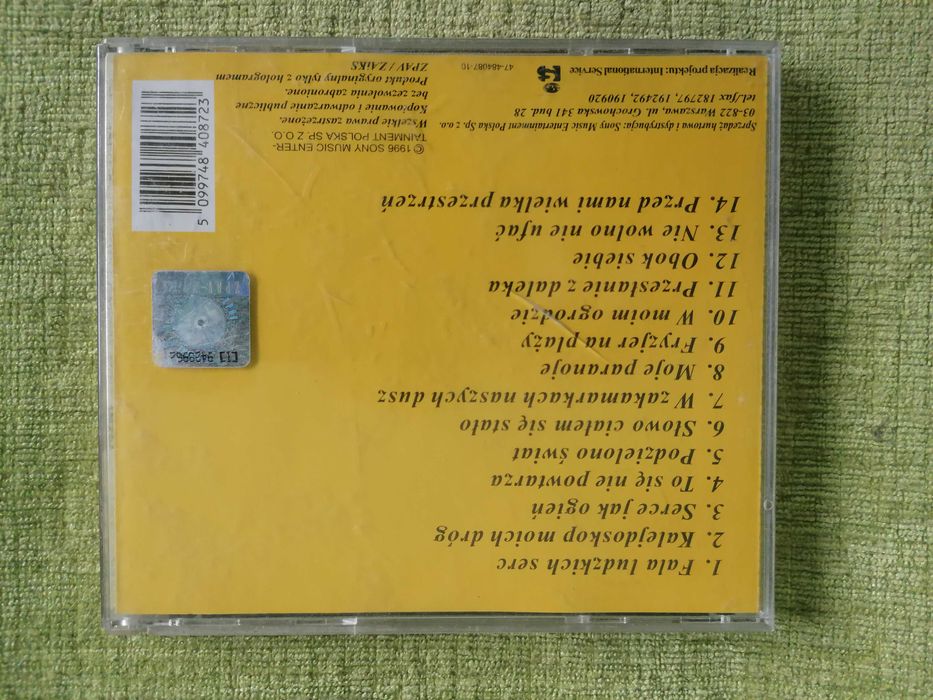 1. Fala ludzkich serc
2. Kalejdoskop moich dróg
3. Serce jak ogień
4. To się nie powtarza
5. Podzielono świat
6. Słowo ciałem się stało
7. W zakamarkach naszych dusz
8. Moje paranoje
9. Fryzjer na plaży
10. W moim ogrodzie
11. Przesłanie z daleka
12. Obok siebie
13. Nie wolno nie ufać
14. Przed nami wielka przestrzeń
© 1996 SONY MUSIC ENTER-
TAINMENT POLSKA SP. Z O.O.
Wszelkie prawa zastrzeżone.
Kopiowanie i odtwarzanie publiczne
bez zezwolenia zabronione.
Produkt oryginalny tylko z hologramem
ZPAV / ZAiKS
Sprzedaż hurtowa i dystrybucja: Sony Music Entertainment Polska Sp. z o.o.
03-822 Warszawa, ul. Grochowska 341 bud. 28
tel./fax 182797, 192492, 190920
Realizacja projektu: International Service
47-484087-10
5 099748 408723